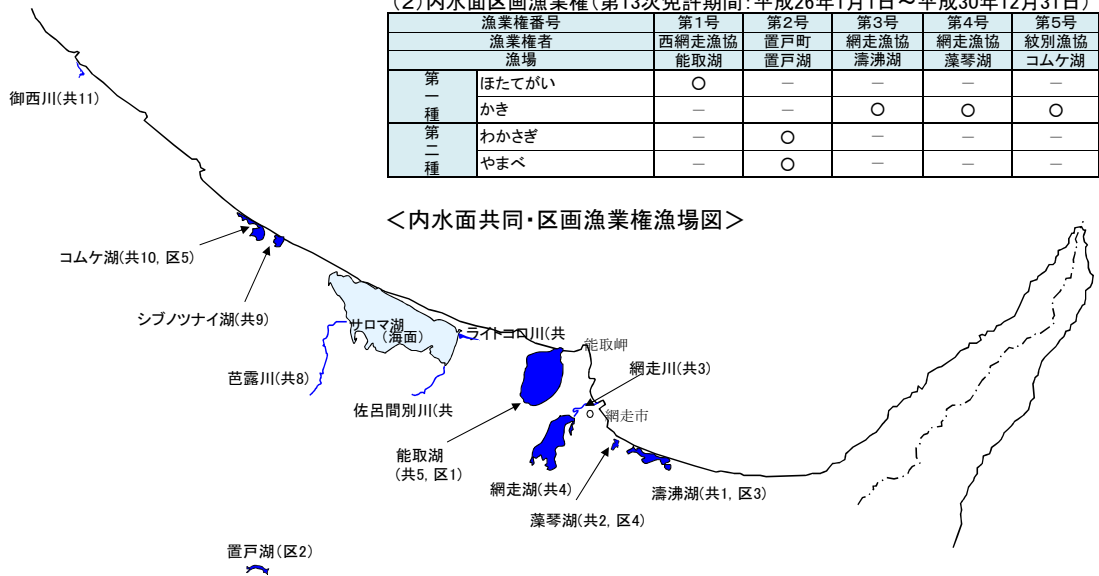 (2)内水面区画漁業権(第13次免許期間:平成26年1月1日～平成30年12月31日)
漁業権番号 第1号 第2号 第3号 第4号 第5号
漁業権者 西網走漁協 置戸町 網走漁協 網走漁協 紋別漁協
漁場 能取湖 置戸湖 濤沸湖 藻琴湖 コムケ湖
第一種 ほたてがい ○ － － － －
かき － － ○ ○ ○
第二種 わかさぎ － ○ － － －
やまべ － ○ － － －
＜内水面共同・区画漁業権漁場図＞
御西川(共11)
コムケ湖(共10, 区5)
シブノツナイ湖(共9)
サロマ湖
(海面)
ライトコロ川(共
能取岬
芭露川(共8)
網走川(共3)
佐呂間別川(共
網走市
能取湖
(共5, 区1)
網走湖(共4)
濤沸湖(共1, 区3)
藻琴湖(共2, 区4)
置戸湖(区2)